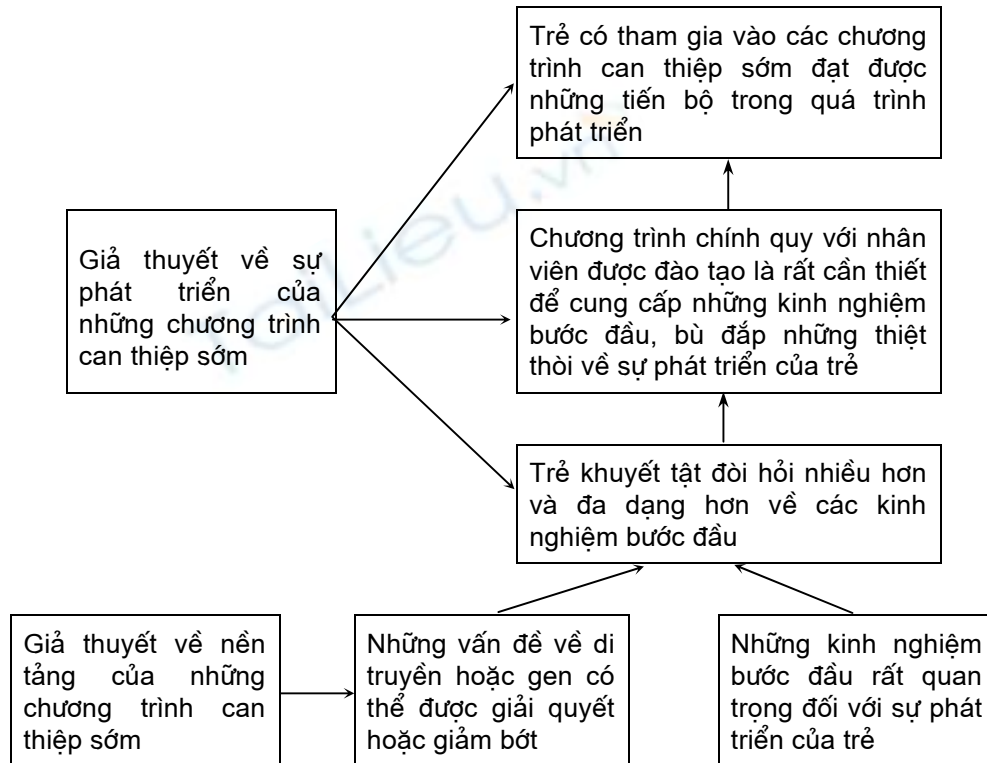 Trẻ có tham gia vào các chương
trình can thiệp sớm đạt được
những tiến bộ trong quá trình
phát triển
Giả thuyết về sự
phát triển của
những chương trình
can thiệp sớm
Chương trình chính quy với nhân
viên được đào tạo là rất cần thiết
để cung cấp những kinh nghiệm
bước đầu, bù đắp những thiệt
thòi về sự phát triển của trẻ
Trẻ khuyết tật đòi hỏi nhiều hơn
và đa dạng hơn về các kinh
nghiệm bước đầu
Giả thuyết về nền
tảng của những
chương trình can
thiệp sớm
Những vấn đề về di
truyền hoặc gen có
thể được giải quyết
hoặc giảm bớt
Những kinh nghiệm
bước đầu rất quan
trọng đối với sự phát
triển của trẻ
TaiLieu.vn